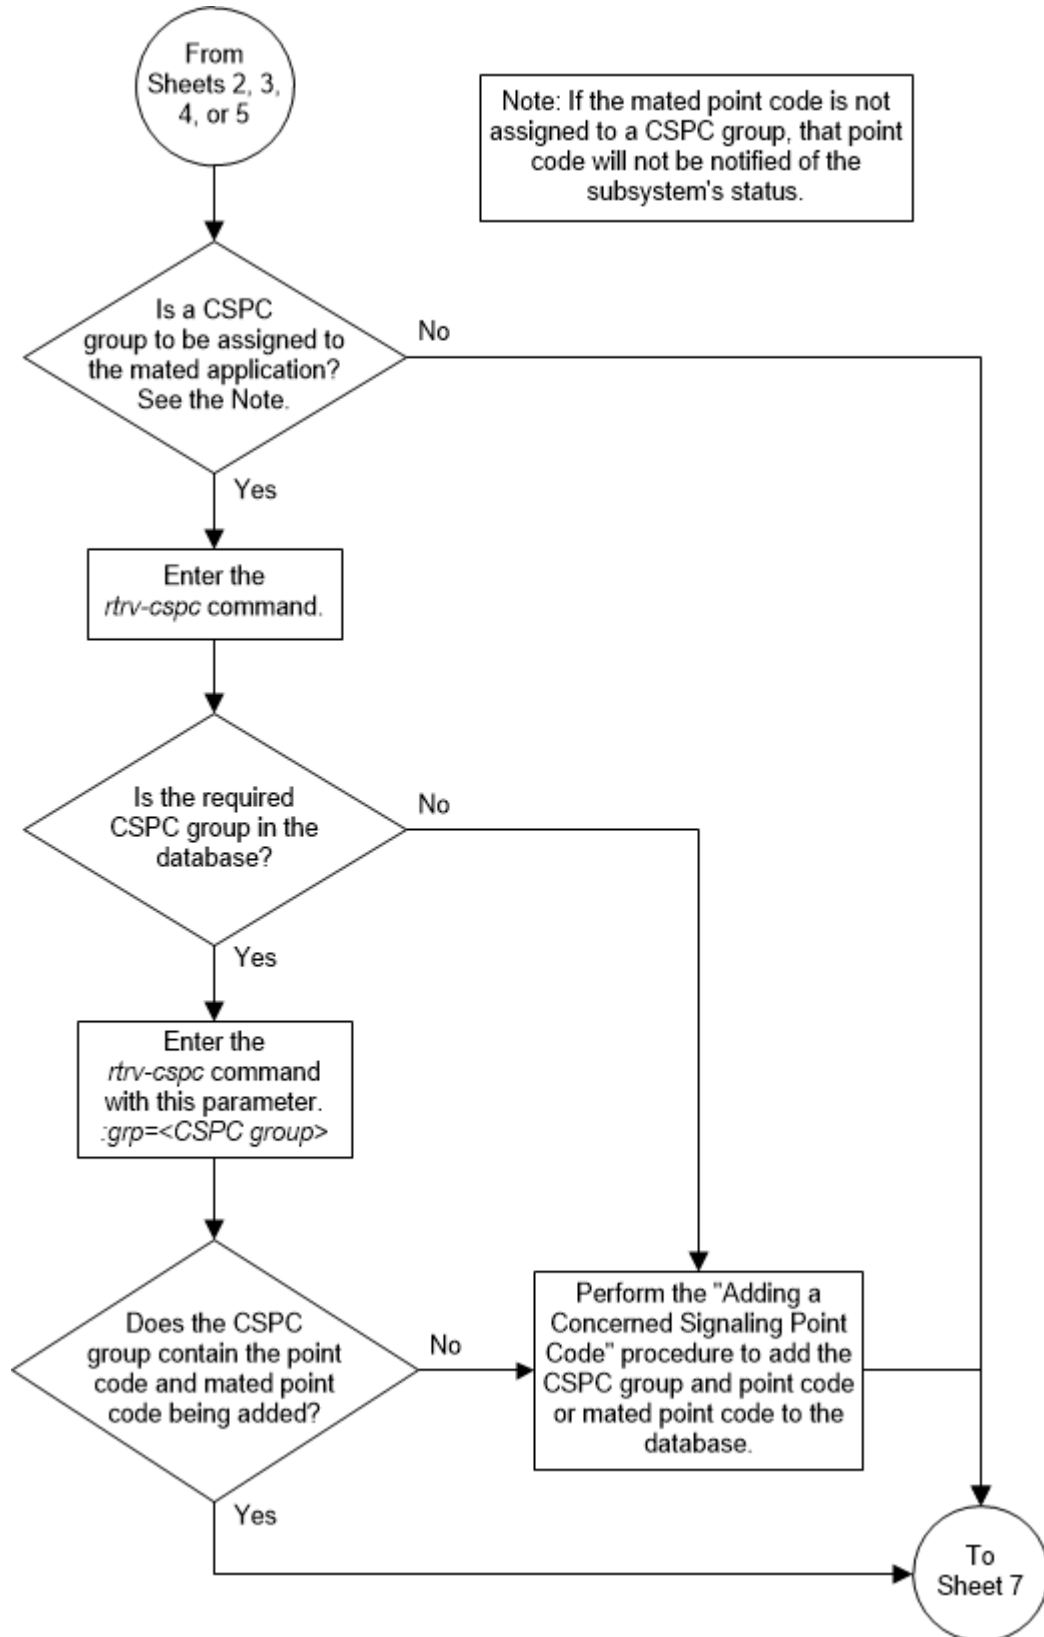 From
Sheets 2, 3,
4, or 5
Note: If the mated point code is not
assigned to a CSPC group, that point
code will not be notified of the
subsystem's status.
Is a CSPC
group to be assigned to
the mated application?
See the Note.
No
Yes
Enter the
rtrv-cspc command.
Is the required
CSPC group in the
database?
No
Yes
Enter the
rtrv-cspc command
with this parameter.
:grp=<CSPC group>
Does the CSPC
group contain the point
code and mated point
code being added?
No
Yes
Perform the "Adding a
Concerned Signaling Point
Code" procedure to add the
CSPC group and point code
or mated point code to the
database.
To
Sheet 7